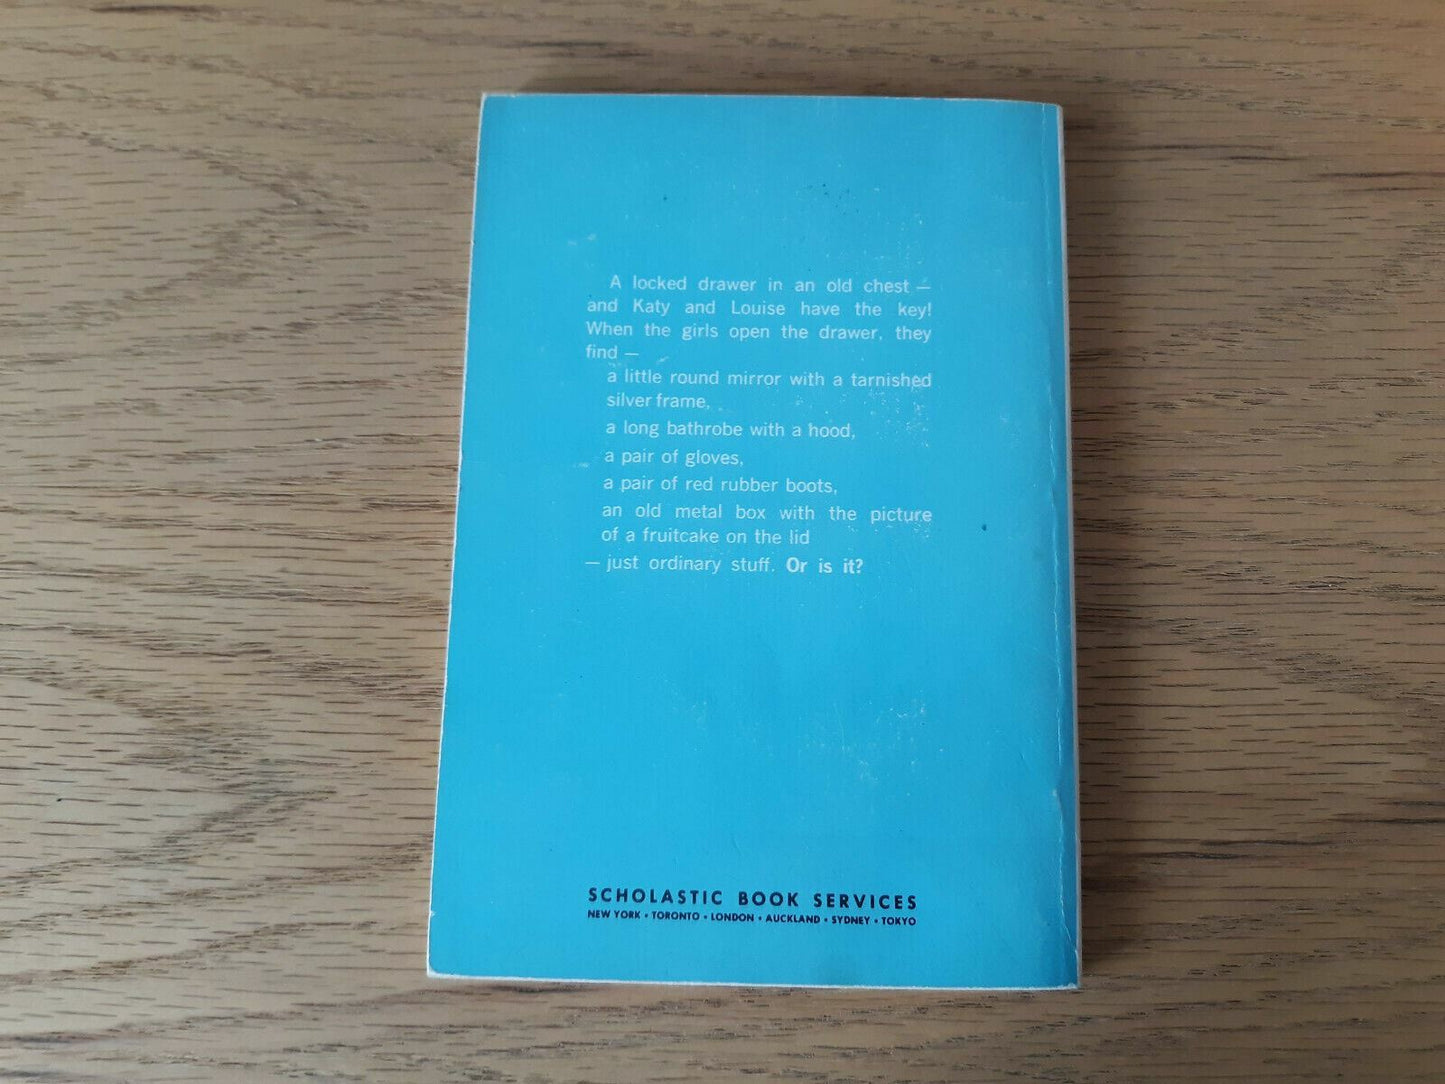 A locked drawer in an old chest —
and Katy and Louise have the key!
When the girls open the drawer, they
find —
a little round mirror with a tarnished
silver frame,
a long bathrobe with a hood,
a pair of gloves,
a pair of red rubber boots,
an old metal box with the picture
of a fruitcake on the lid
— just ordinary stuff. Or is it?
SCHOLASTIC BOOK SERVICES
NEW YORK • TORONTO • LONDON • AUCKLAND • SYDNEY • TOKYO